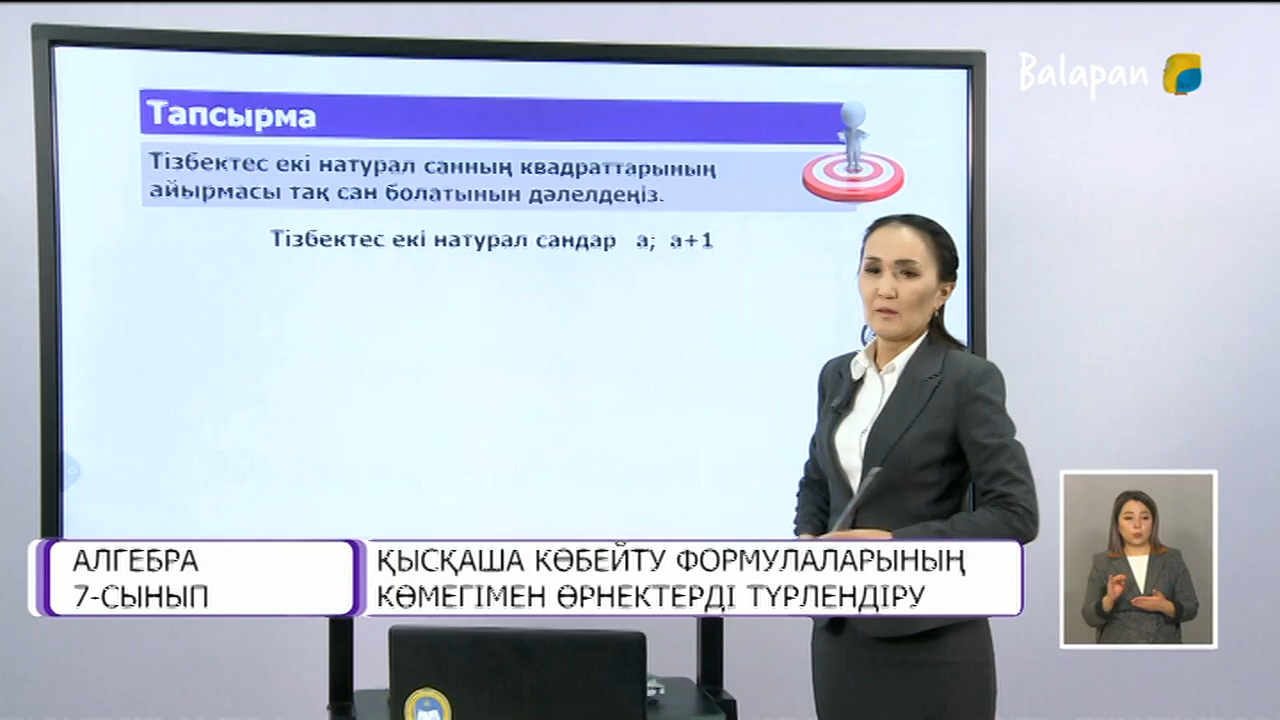 Balapan
Тапсырма
Тізбектес екі натурал санның квадраттарының
айырмасы тақ сан болатынын дәлелдеңіз.
Тізбектес екі натурал сандар a; a+1
АЛГЕБРА
7-СЫНЫП
ҚЫСҚАША КӨБЕЙТУ ФОРМУЛАЛАРЫНЫҢ
КӨМЕГІМЕН ӨРНЕКТЕРДІ ТҮРЛЕНДІРУ